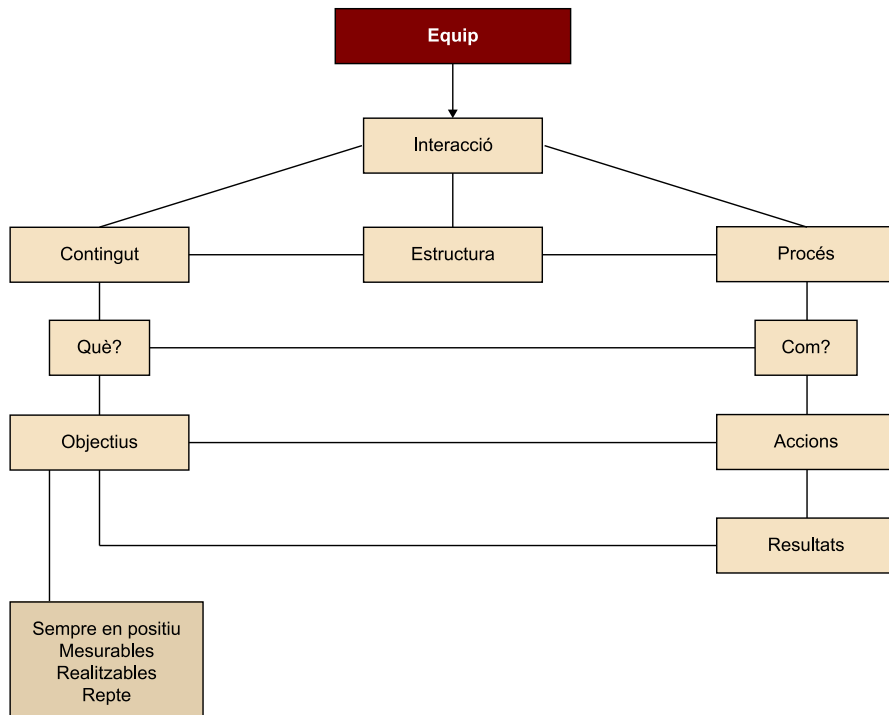 Equip
Interacció
Contingut
Estructura
Procés
Què?
Com?
Objectius
Accions
Resultats
Sempre en positiu
Mesurables
Realitzables
Repte